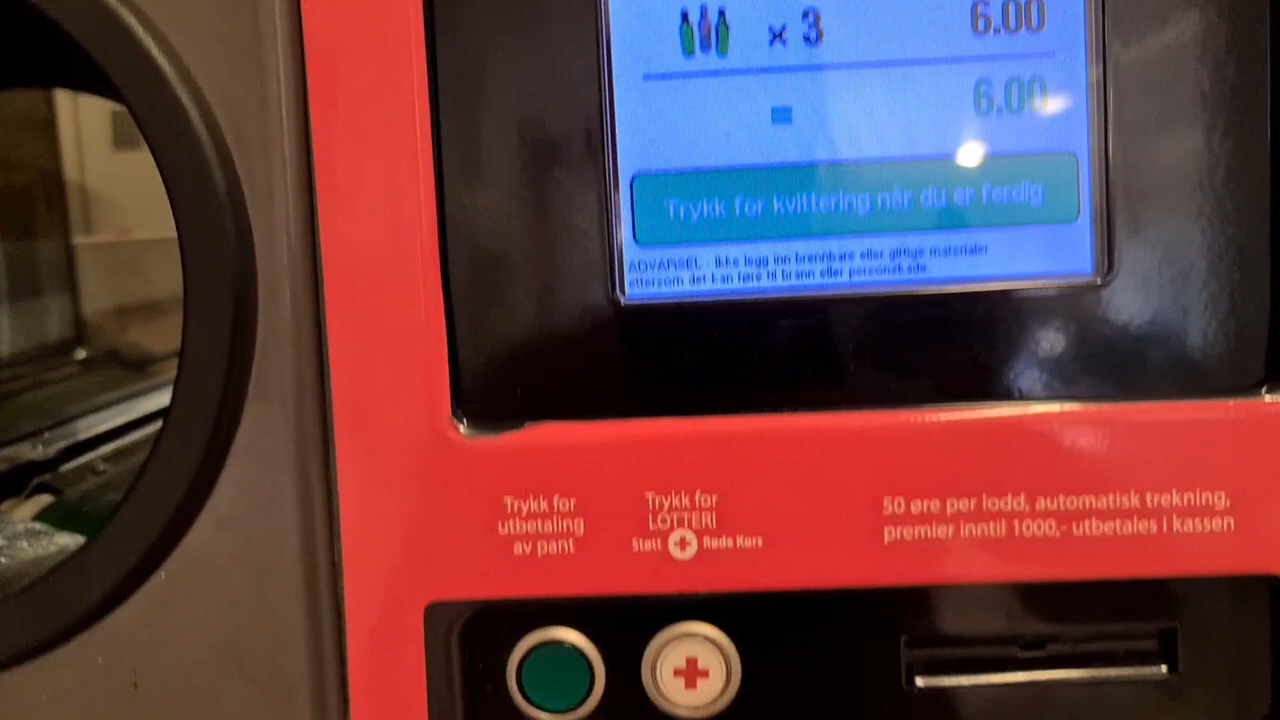 x 3 6.00
= 6.00
Trykk for kvittering når du er ferdig
ADVARSEL : Ikke legg inn brennbare eller giftige materialer
ettersom det kan føre til brann eller personskade.
Trykk for
utbetaling
av pant
Trykk for
LOTTERI
Støtt Røde Kors
50 øre per lodd, automatisk trekning,
premier inntil 1000,- utbetales i kassen